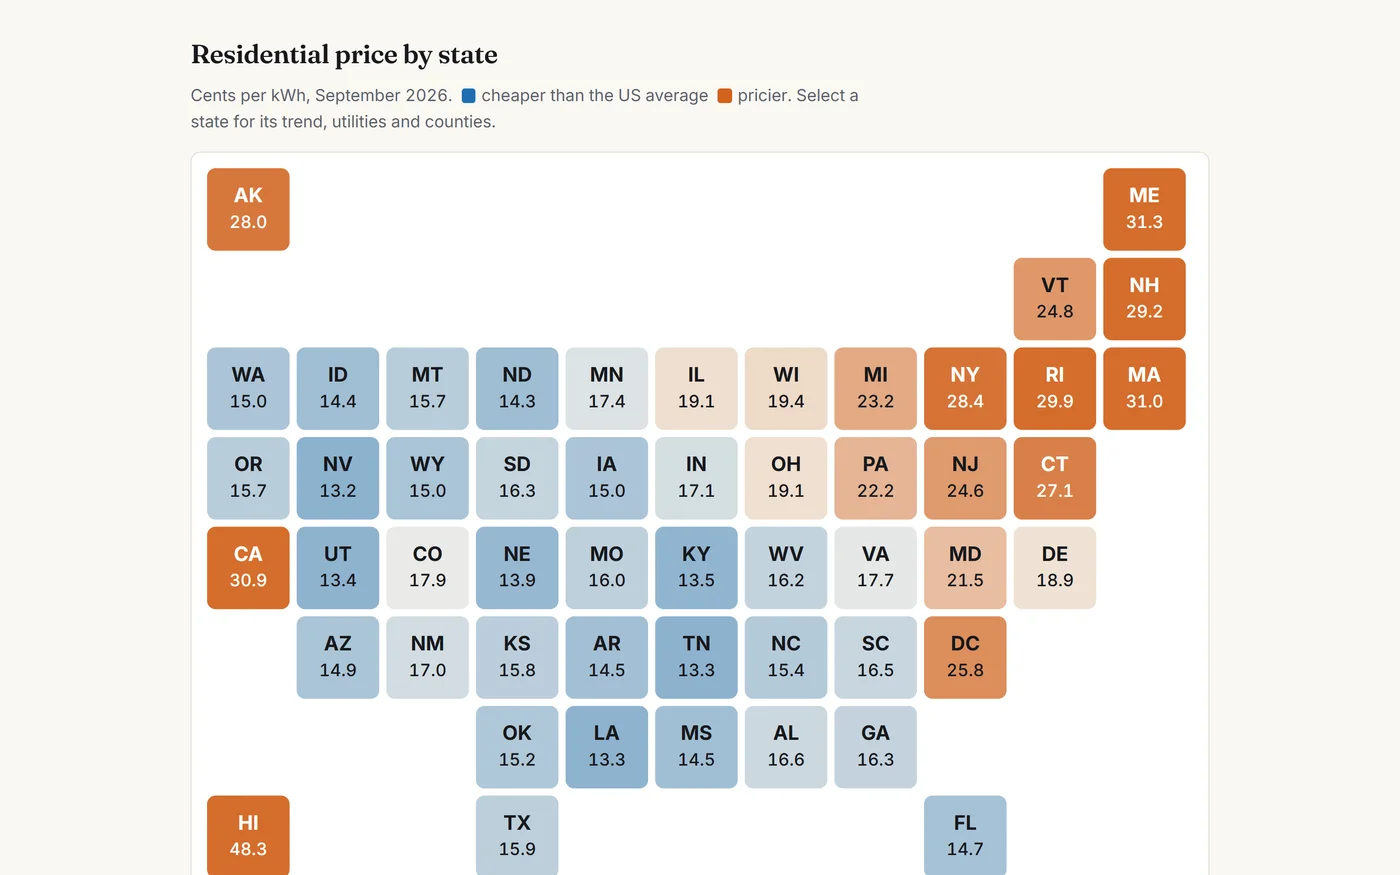 Residential price by state
Cents per kWh, September 2026. cheaper than the US average pricier. Select a
state for its trend, utilities and counties.
AK
28.0
ME
31.3
VT
24.8
NH
29.2
WA
15.0
ID
14.4
MT
15.7
ND
14.3
MN
17.4
IL
19.1
WI
19.4
MI
23.2
NY
28.4
RI
29.9
MA
31.0
OR
15.7
NV
13.2
WY
15.0
SD
16.3
IA
15.0
IN
17.1
OH
19.1
PA
22.2
NJ
24.6
CT
27.1
CA
30.9
UT
13.4
CO
17.9
NE
13.9
MO
16.0
KY
13.5
WV
16.2
VA
17.7
MD
21.5
DE
18.9
AZ
14.9
NM
17.0
KS
15.8
AR
14.5
TN
13.3
NC
15.4
SC
16.5
DC
25.8
OK
15.2
LA
13.3
MS
14.5
AL
16.6
GA
16.3
HI
48.3
TX
15.9
FL
14.7